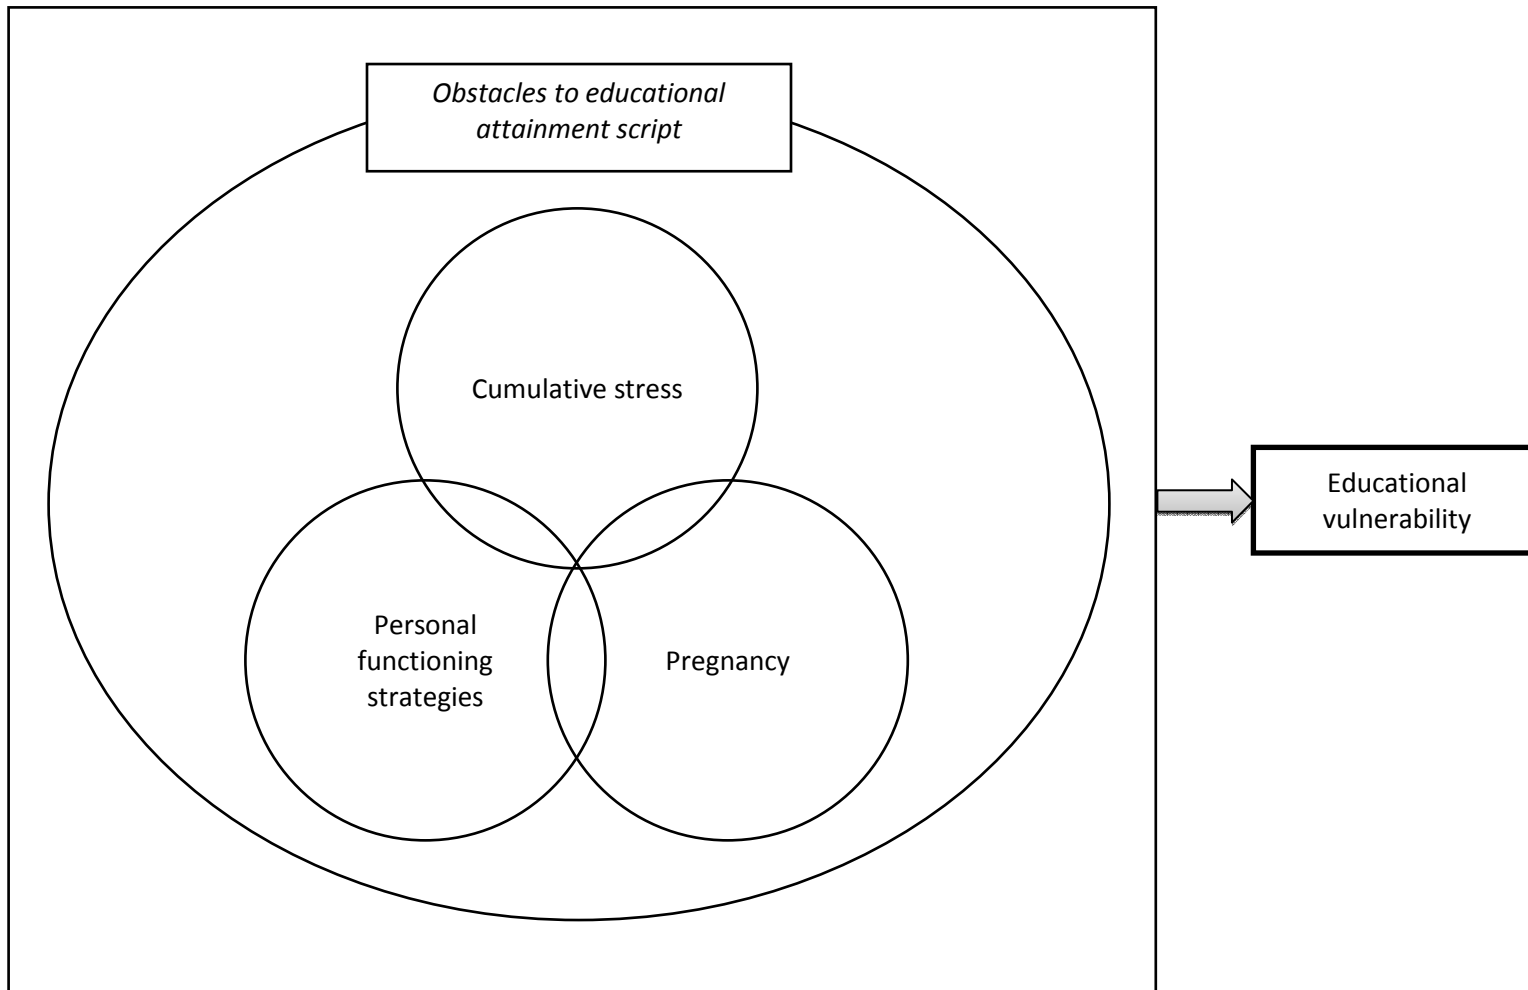 Obstacles to educational
attainment script
Cumulative stress
Personal
functioning
strategies
Pregnancy
Educational
vulnerability